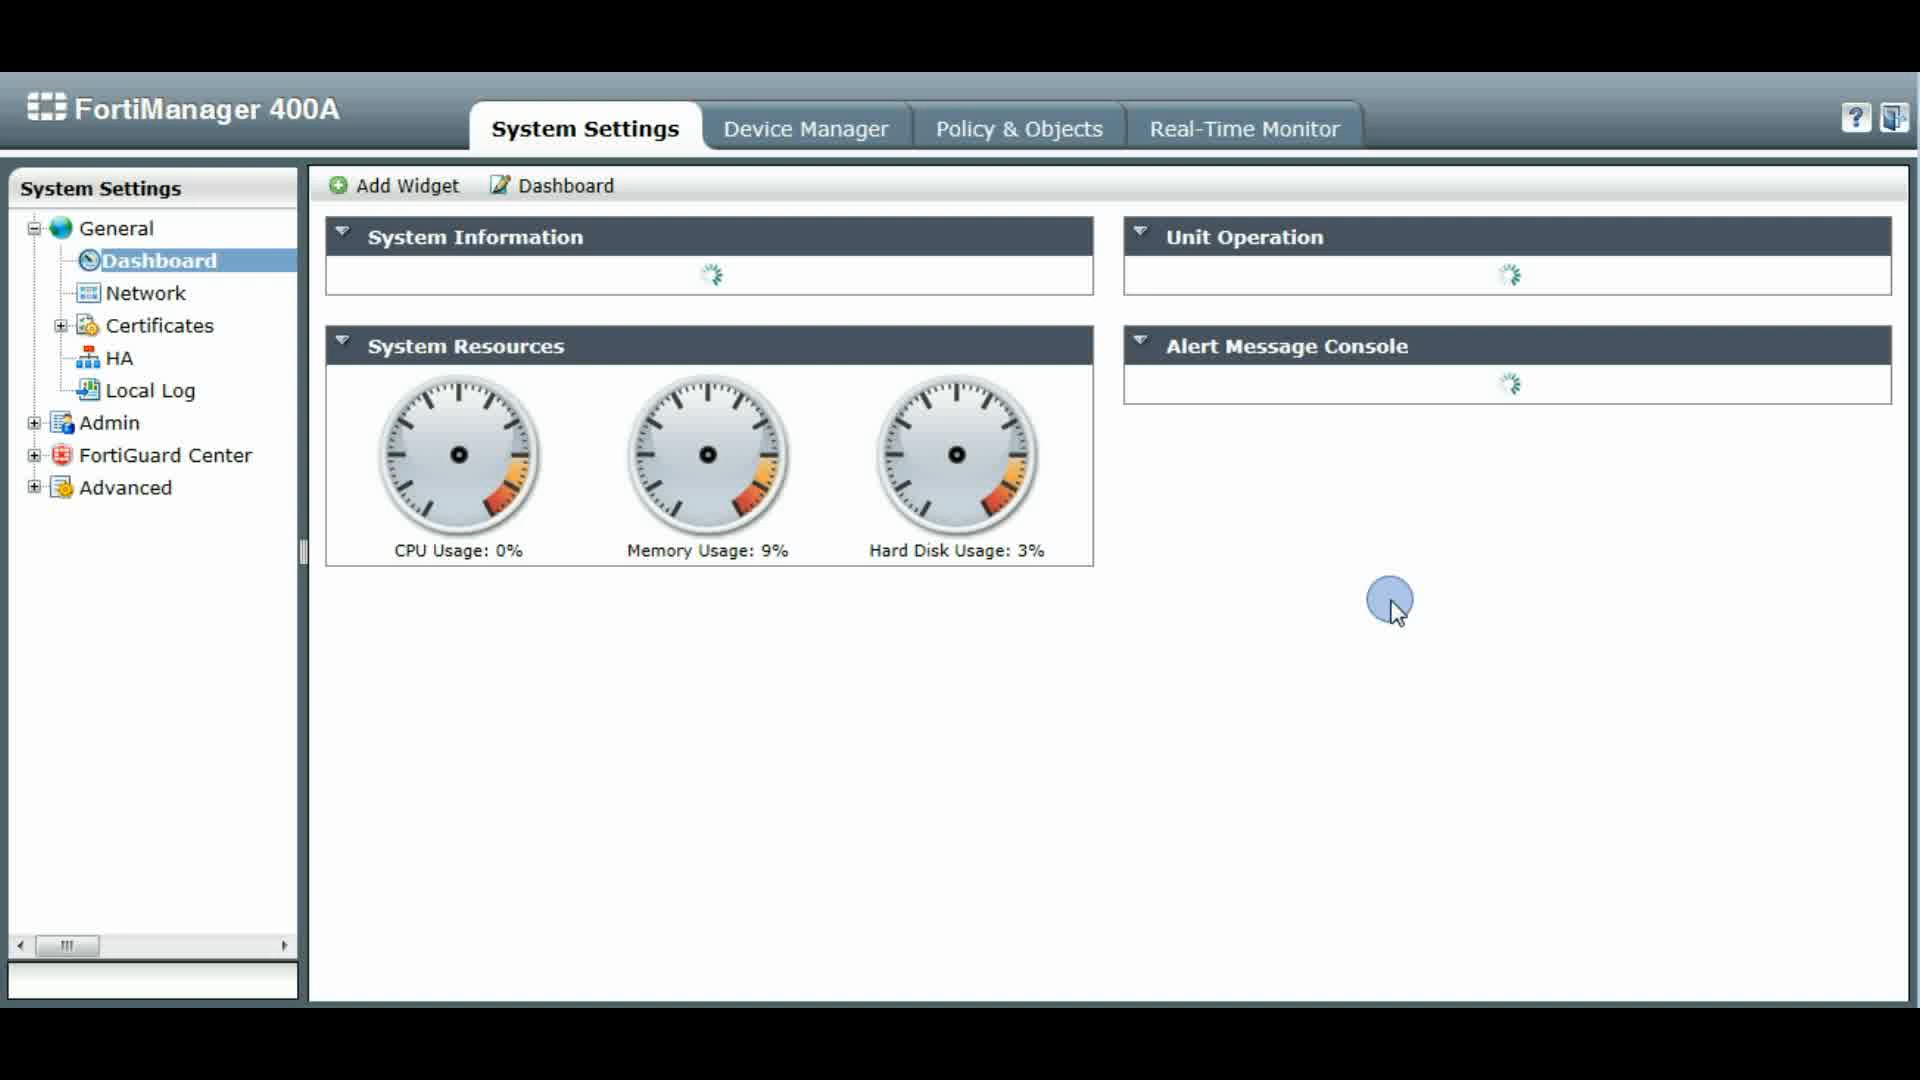 FortiManager 400A
System Settings
Device Manager
Policy & Objects
Real-Time Monitor
?
System Settings
General
Dashboard
Network
Certificates
HA
Local Log
Admin
FortiGuard Center
Advanced
Add Widget
Dashboard
System Information
Unit Operation
System Resources
CPU Usage: 0%
Memory Usage: 9%
Hard Disk Usage: 3%
Alert Message Console